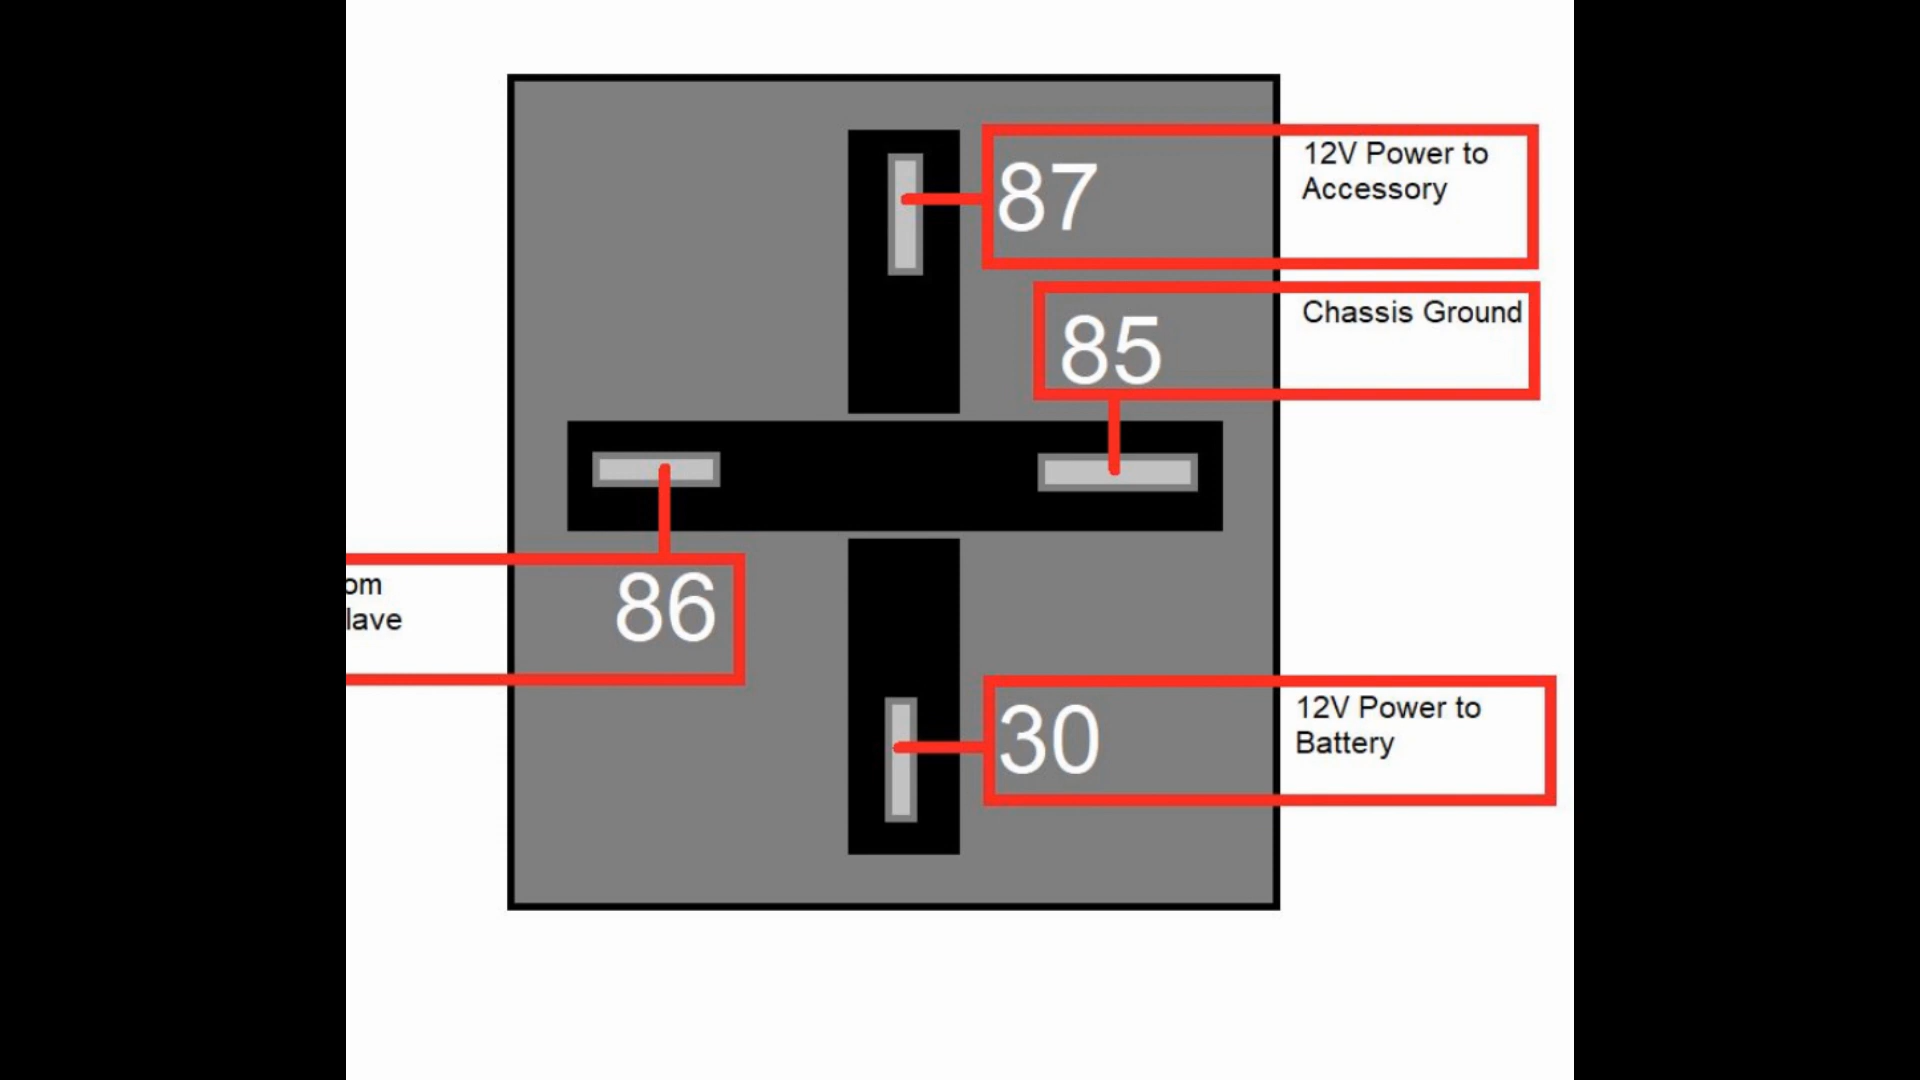 87
12V Power to
Accessory
85
Chassis Ground
86
30
12V Power to
Battery